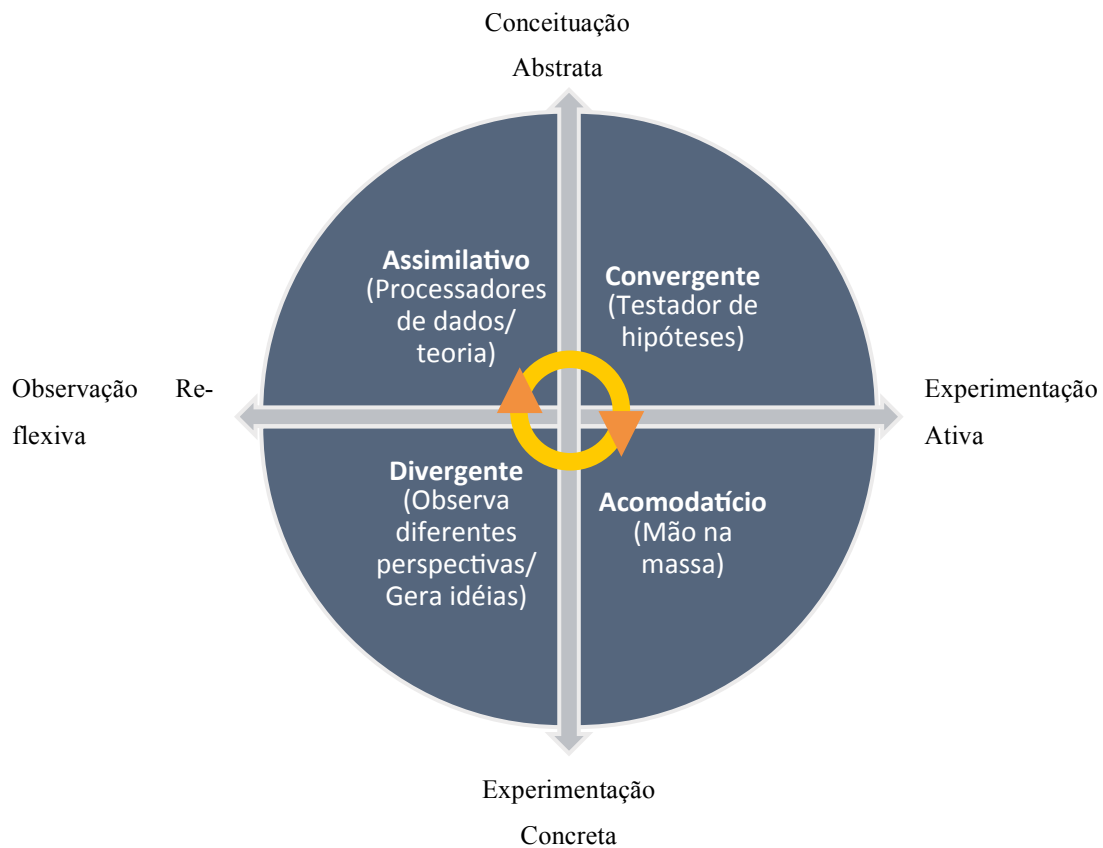 Conceituação
Abstrata
Assimilativo
(Processadores
de dados/
teoria)
Convergente
(Testador de
hipóteses)
Observação Re-
flexiva
Experimentação
Ativa
Divergente
(Observa
diferentes
perspectivas/
Gera idéias)
Acomodatício
(Mão na
massa)
Experimentação
Concreta